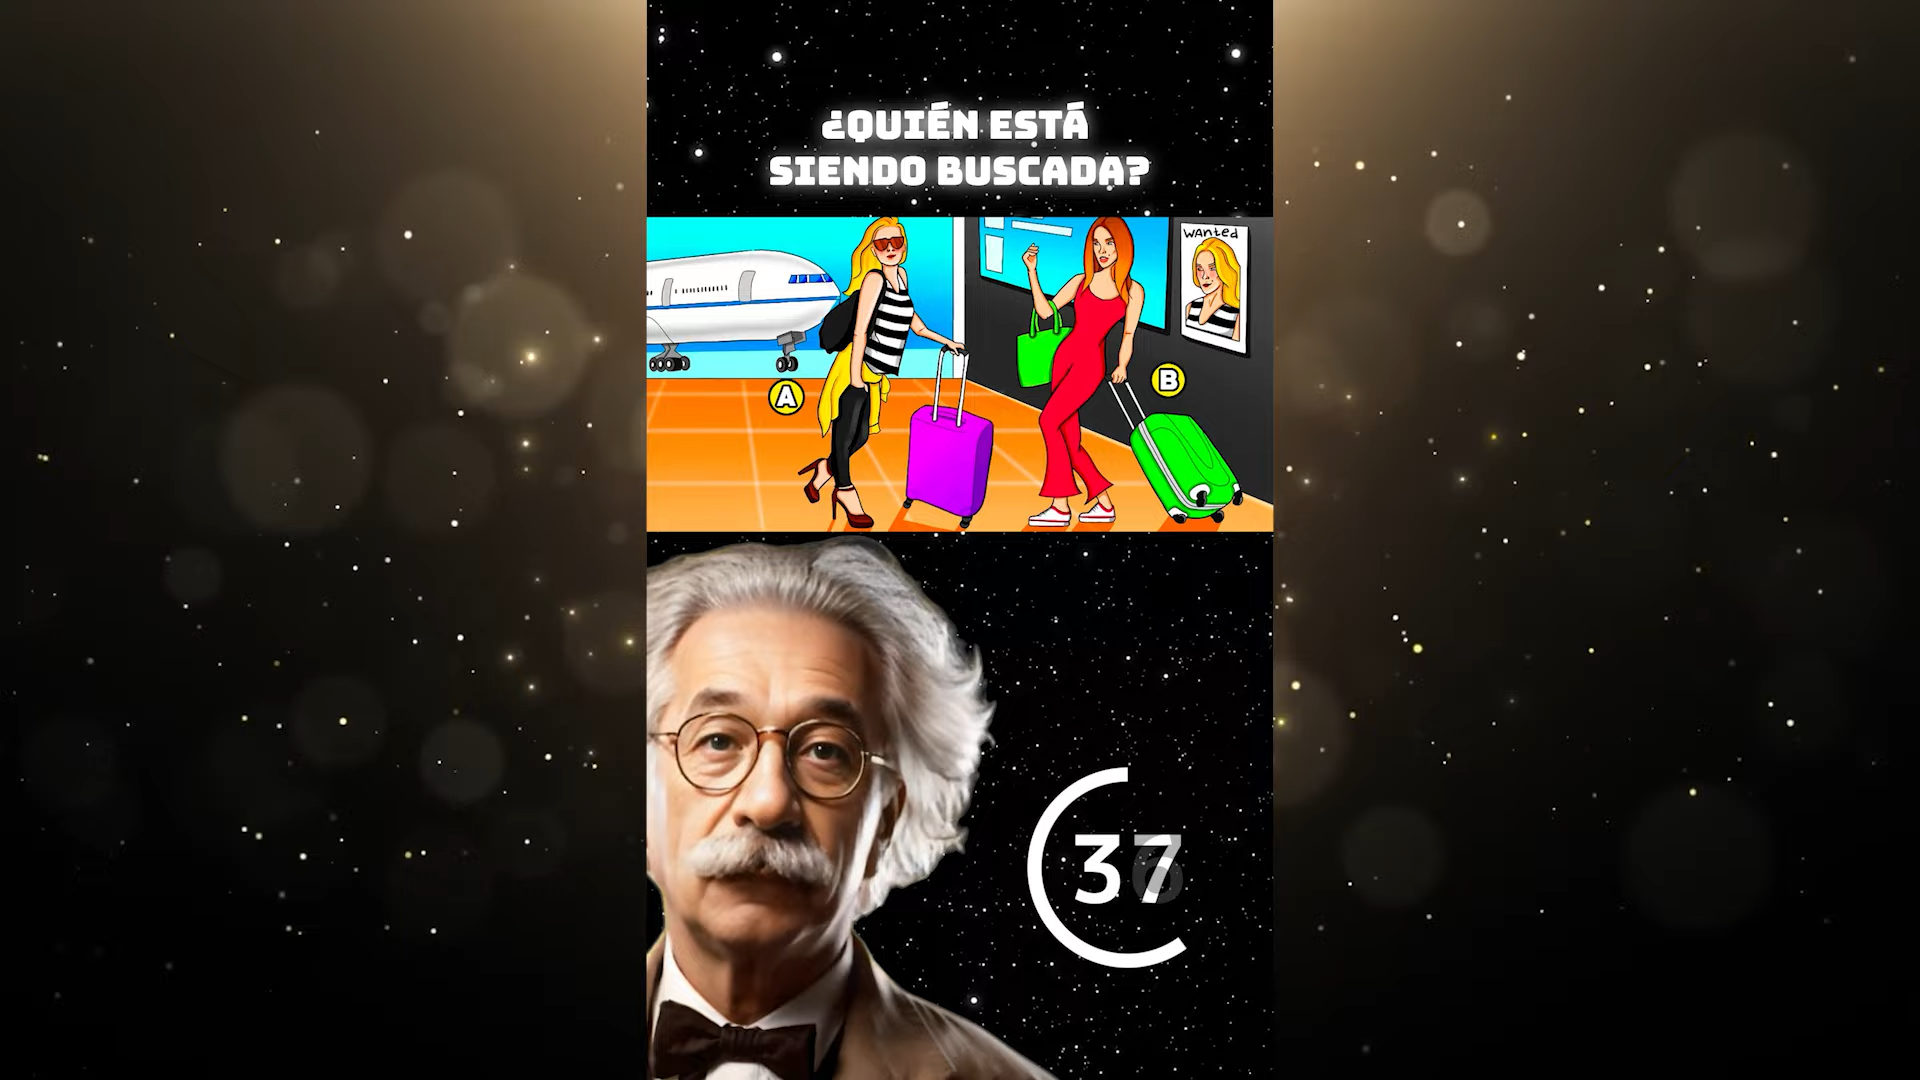 ¿QUIÉN ESTÁ
SIENDO BUSCADA?
WANTed
A
B
37